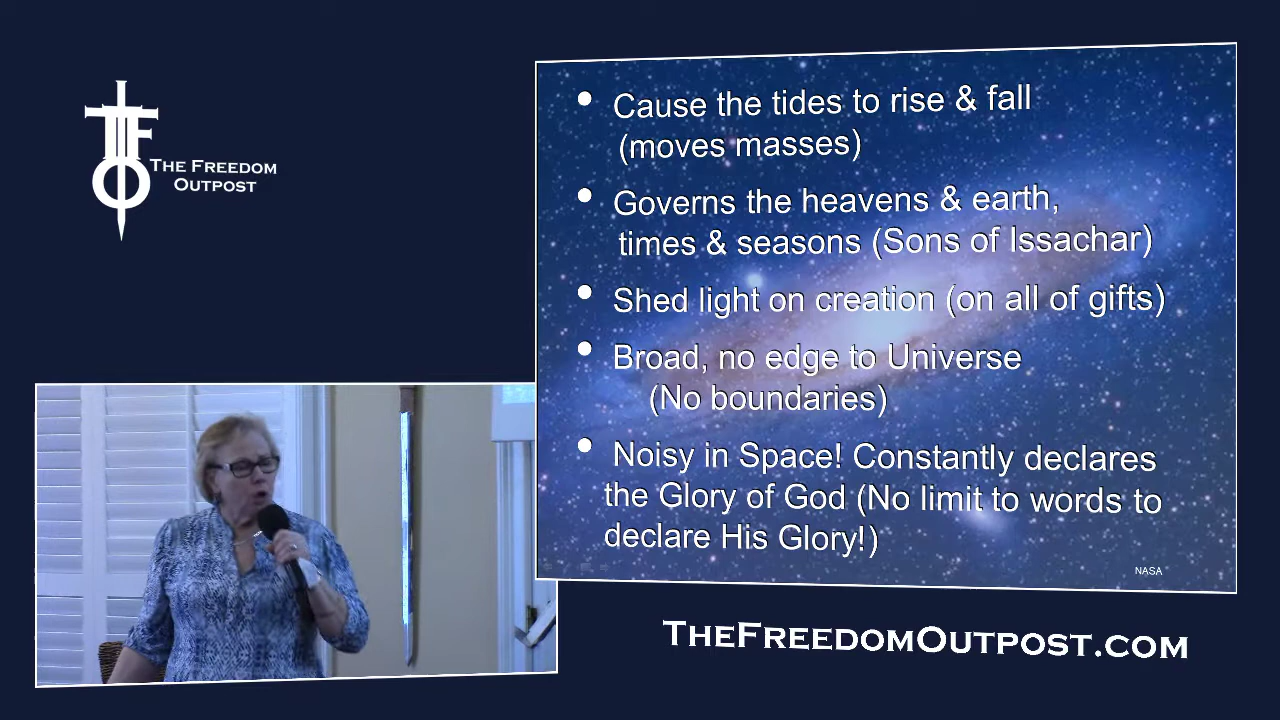 TFO
The Freedom
Outpost
• Cause the tides to rise & fall
(moves masses)
• Governs the heavens & earth,
times & seasons (Sons of Issachar)
• Shed light on creation (on all of gifts)
• Broad, no edge to Universe
(No boundaries)
• Noisy in Space! Constantly declares
the Glory of God (No limit to words to
declare His Glory!)
NASA
TheFreedomOutpost.com